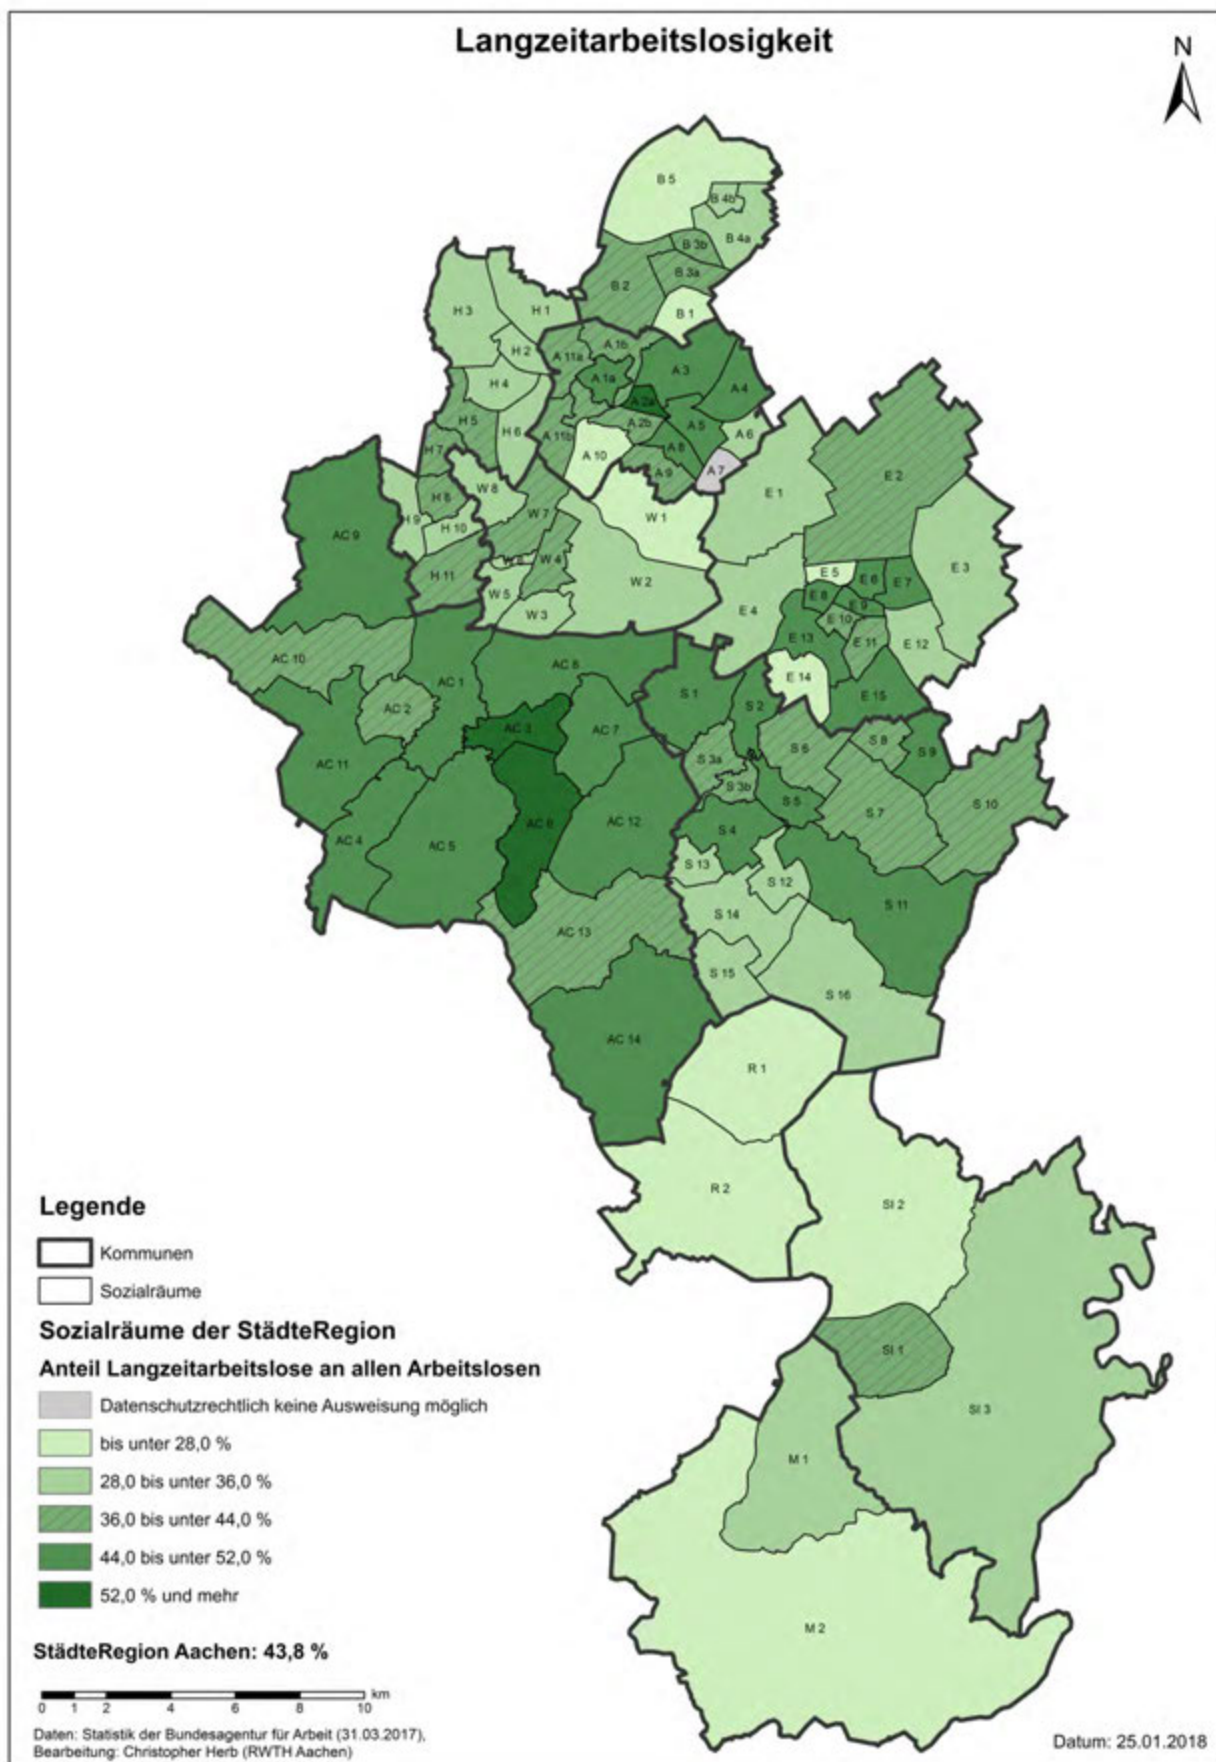 Langzeitarbeitslosigkeit
N
B 5
B 4b
B 4a
B 3b
B 3a
B 2
B 1
H 3
H 1
H 2
H 4
H 5
H 6
H 7
H 8
H 9
H 10
H 11
A 11a
A 1b
A 1a
A 3
A 4
A 2a
A 2b
A 5
A 6
A 8
A 11b
A 10
A 9
A 7
W 8
W 7
W 1
W 4
W 2
W 5
W 3
E 1
E 2
E 3
E 4
E 5
E 6
E 7
E 8
E 9
E 10
E 11
E 12
E 13
E 14
E 15
AC 9
AC 10
AC 1
AC 2
AC 3
AC 7
AC 11
AC 4
AC 5
AC 12
AC 13
AC 14
S 1
S 2
S 3a
S 3b
S 6
S 8
S 9
S 5
S 7
S 10
S 4
S 13
S 12
S 11
S 14
S 15
S 16
R 1
R 2
SI 2
SI 1
SI 3
M 1
M 2
Legende
Kommunen
Sozialräume
Sozialräume der StädteRegion
Anteil Langzeitarbeitslose an allen Arbeitslosen
Datenschutzrechtlich keine Ausweisung möglich
bis unter 28,0 %
28,0 bis unter 36,0 %
36,0 bis unter 44,0 %
44,0 bis unter 52,0 %
52,0 % und mehr
StädteRegion Aachen: 43,8 %
km
0 1 2 4 6 8 10
Daten: Statistik der Bundesagentur für Arbeit (31.03.2017),
Bearbeitung: Christopher Herb (RWTH Aachen)
Datum: 25.01.2018